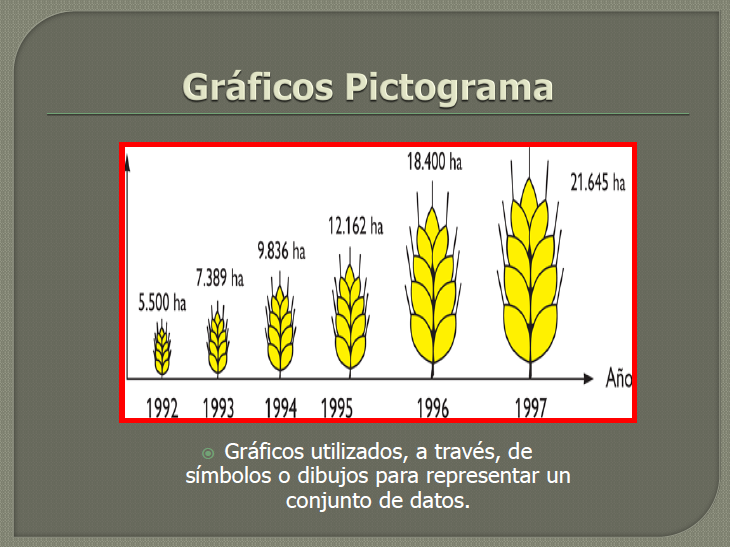 Gráficos Pictograma
18.400 ha
21.645 ha
12.162 ha
9.836 ha
7.389 ha
5.500 ha
Año
1992 1993 1994 1995 1996 1997
Gráficos utilizados, a través, de
símbolos o dibujos para representar un
conjunto de datos.